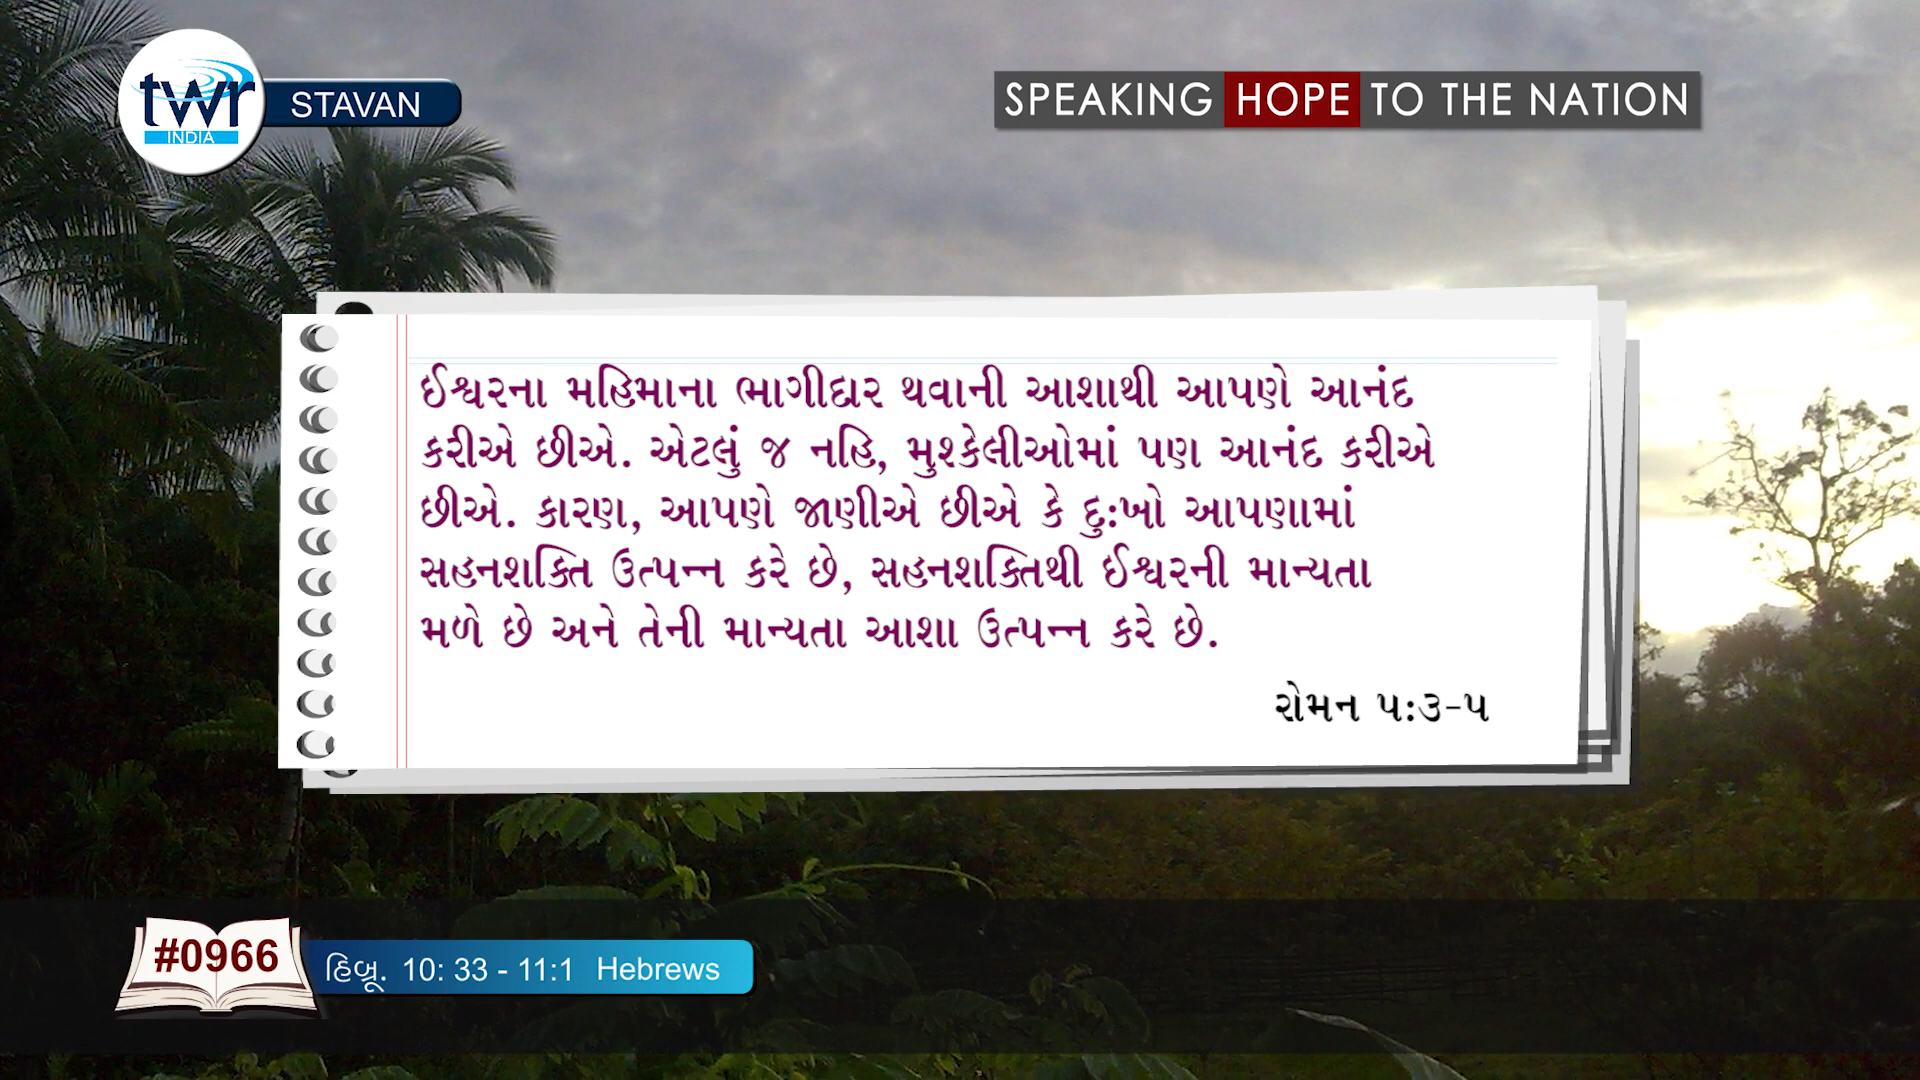 twr
INDIA
STAVAN
SPEAKING HOPE TO THE NATION
ઈશ્વરના મહિમાના ભાગીદાર થવાની આશાથી આપણે આનંદ
કરીએ છીએ. એટલું જ નહિ, મુશ્કેલીઓમાં પણ આનંદ કરીએ
છીએ. કારણ, આપણે જાણીએ છીએ કે દુ:ખો આપણામાં
સહનશક્તિ ઉત્પન્ન કરે છે, સહનશક્તિથી ઈશ્વરની માન્યતા
મળે છે અને તેની માન્યતા આશા ઉત્પન્ન કરે છે.
રોમન ૫:૩-૫
#0966
હિબ્રૂ. 10: 33 - 11:1 Hebrews